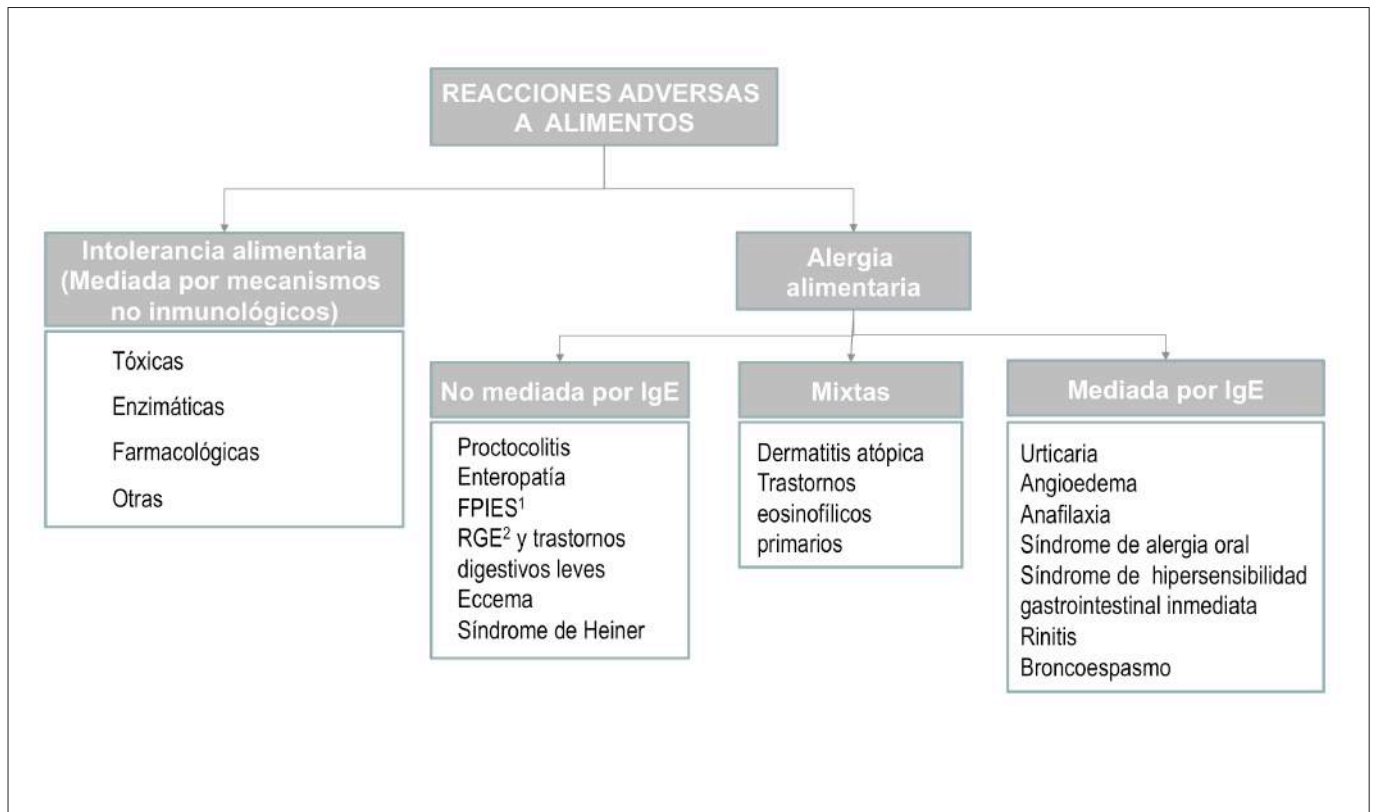 REACCIONES ADVERSAS
A ALIMENTOS
Intolerancia alimentaria
(Mediada por mecanismos
no inmunológicos)
Tóxicas
Enzimáticas
Farmacológicas
Otras
Alergia
alimentaria
No mediada por IgE
Proctocolitis
Enteropatía
FPIES¹
RGE² y trastornos
digestivos leves
Eccema
Síndrome de Heiner
Mixtas
Dermatitis atópica
Trastornos
eosinofílicos
primarios
Mediada por IgE
Urticaria
Angioedema
Anafilaxia
Síndrome de alergia oral
Síndrome de hipersensibilidad
gastrointestinal inmediata
Rinitis
Broncoespasmo